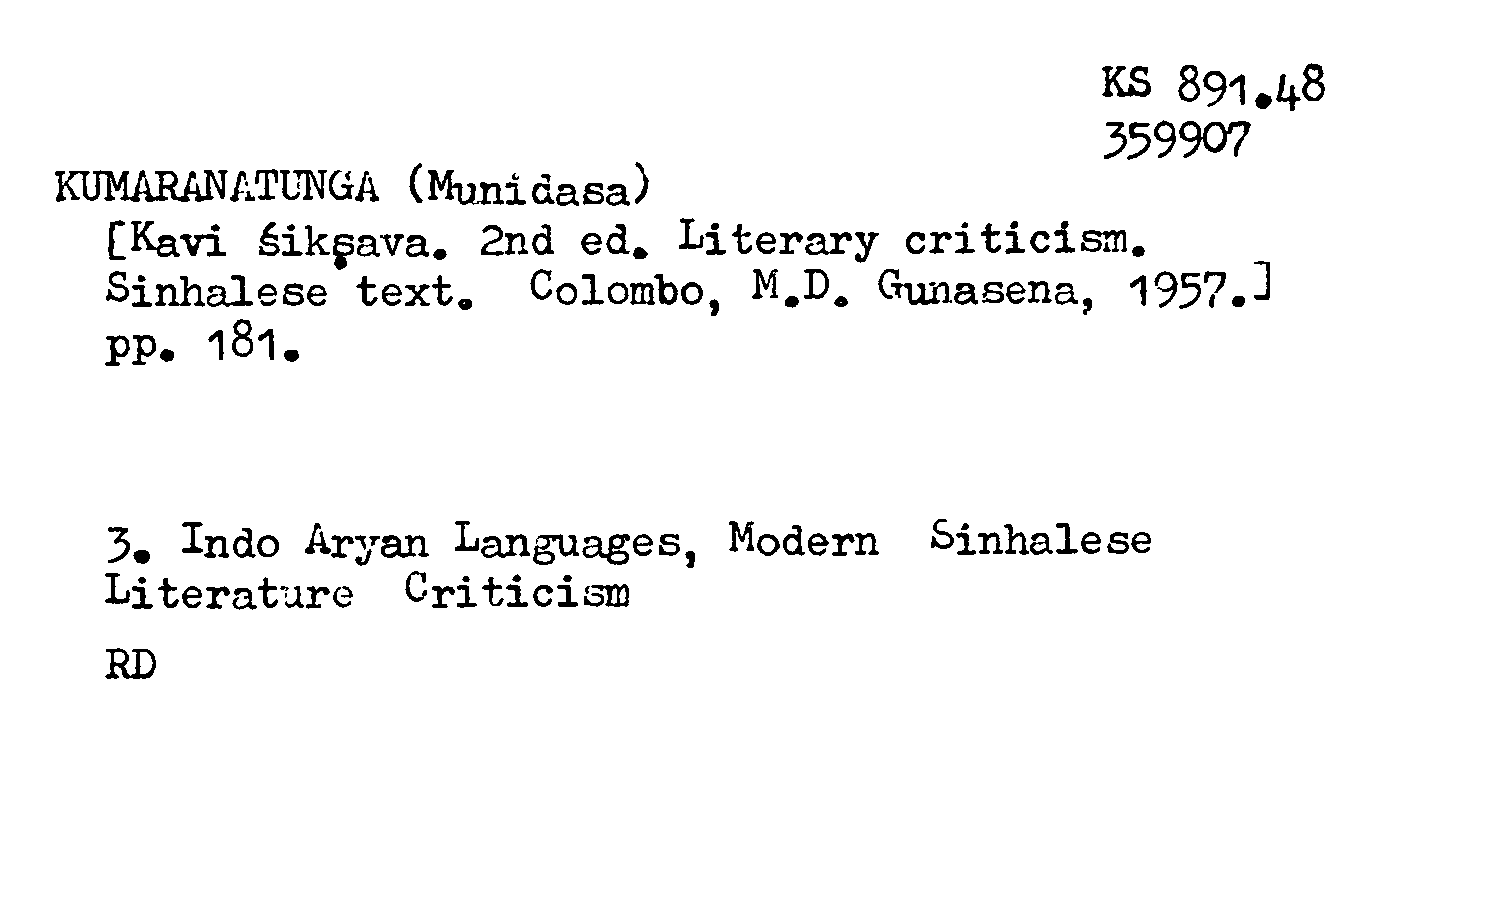 KS 891.48
359907
KUMARANATUNGA (Munidasa)
[Kavi śikṣava. 2nd ed. Literary criticism.
Sinhalese text. Colombo, M.D. Gunasena, 1957.]
pp. 181.
3. Indo Aryan Languages, Modern Sinhalese
Literature Criticism
RD